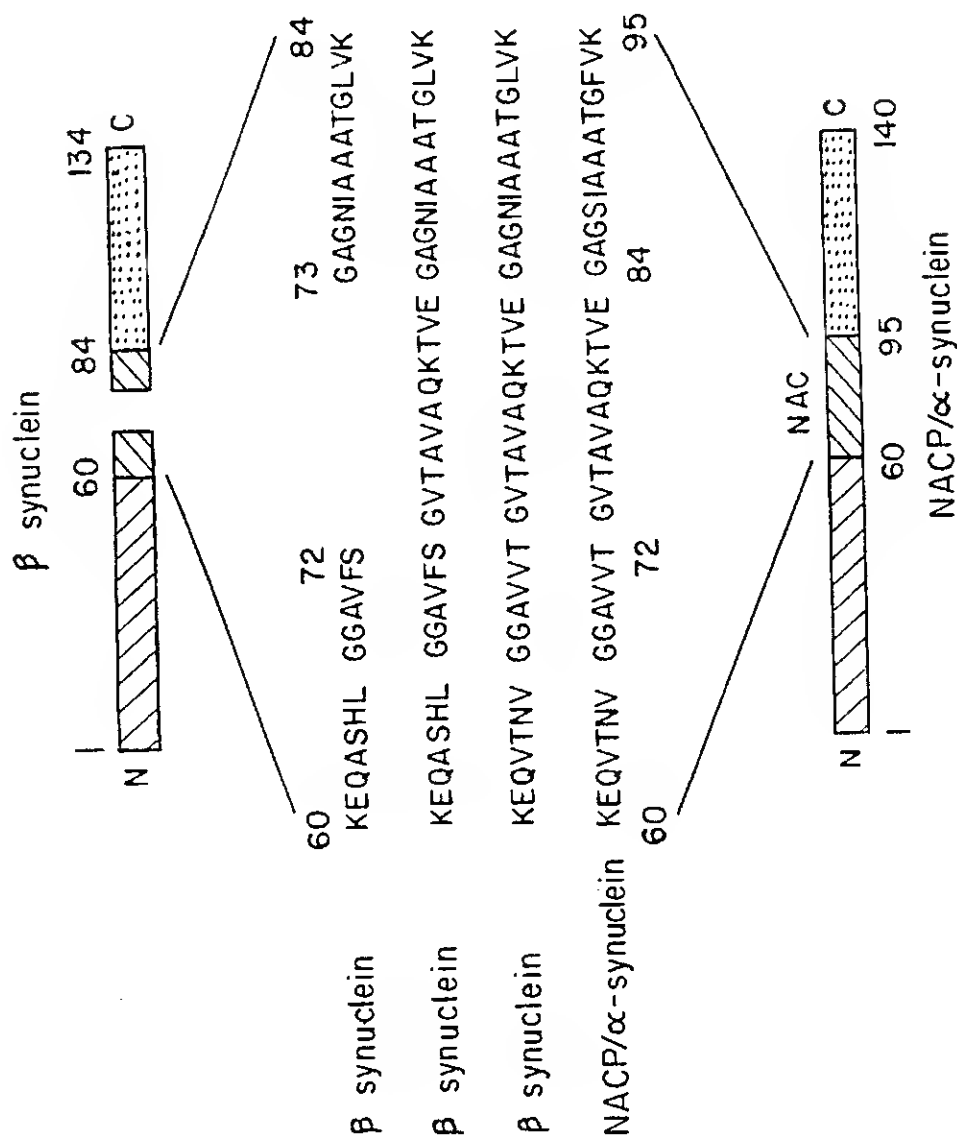 β synuclein
1 60 84 134
N C
60 72 73 84
β synuclein KEQASHL GGAVFS GAGNIAAATGLVK
β synuclein KEQASHL GGAVFS GVTAVAQKTVE GAGNIAAATGLVK
β synuclein KEQVTNV GGAVVT GVTAVAQKTVE GAGNIAAATGLVK
NACP/α-synuclein KEQVTNV GGAVVT GVTAVAQKTVE GAGSIAAATGFVK
60 72 84 95
NAC
N C
1 60 95 140
NACP/α-synuclein